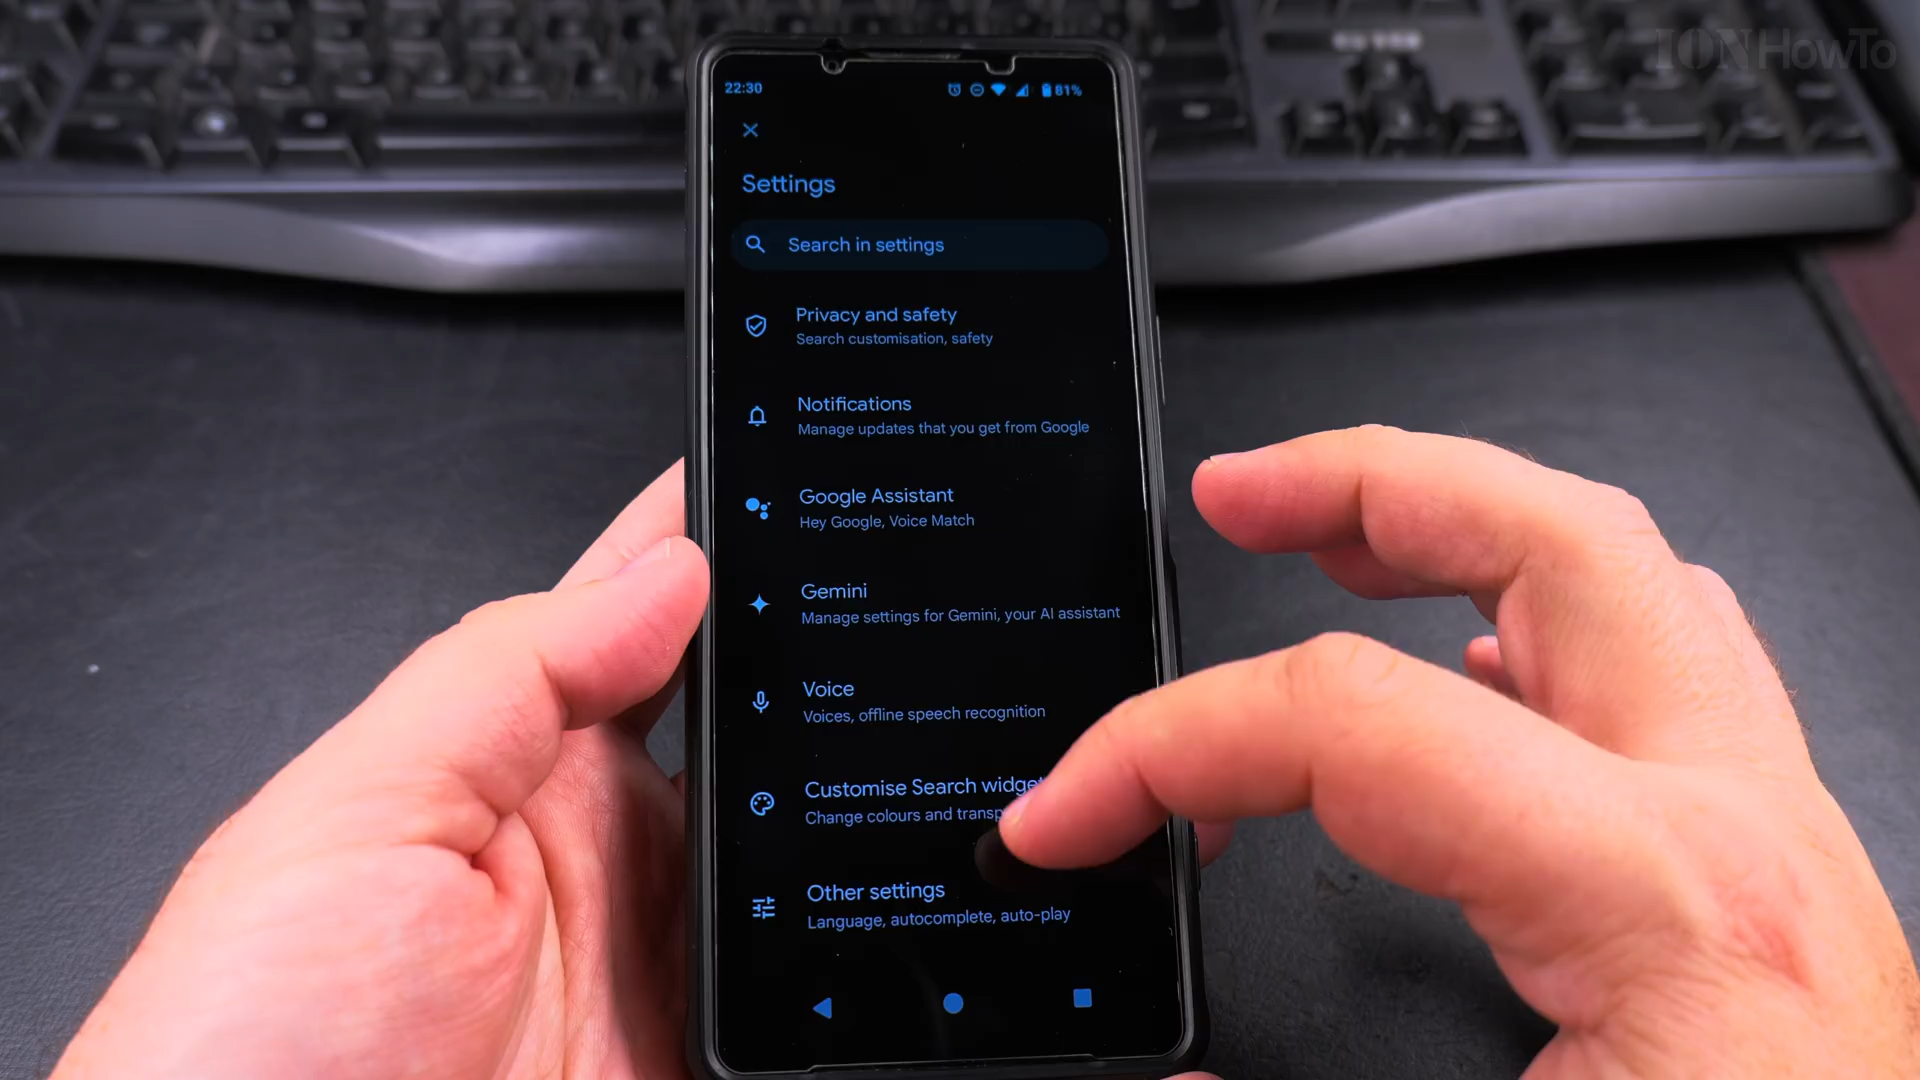 IONHowTo
22:30
81%
Settings
Search in settings
Privacy and safety
Search customisation, safety
Notifications
Manage updates that you get from Google
Google Assistant
Hey Google, Voice Match
Gemini
Manage settings for Gemini, your AI assistant
Voice
Voices, offline speech recognition
Customise Search widge
Change colours and transp
Other settings
Language, autocomplete, auto-play